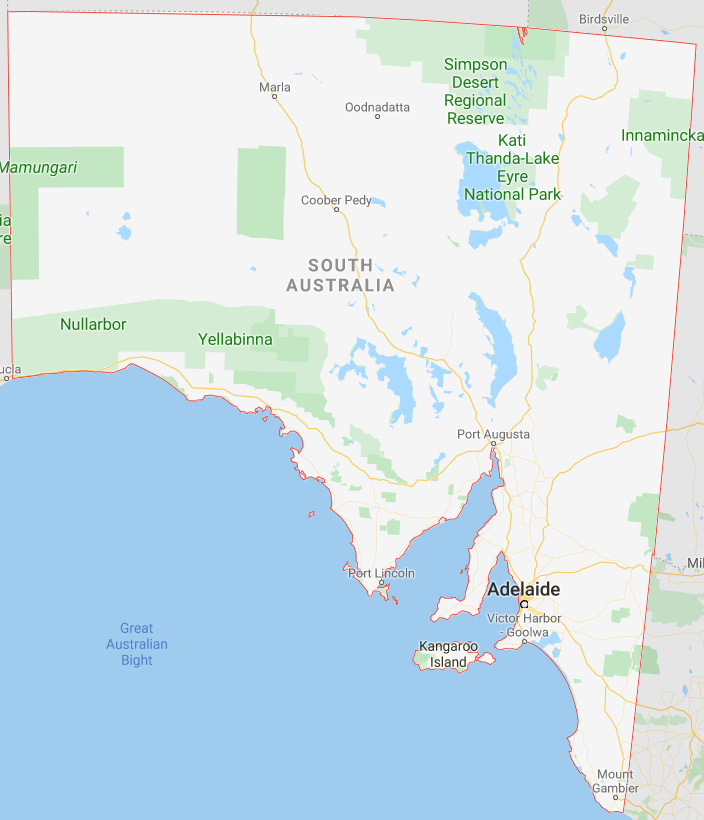 Birdsville
Simpson
Desert
Regional
Reserve
Marla
Oodnadatta
Innamincka
Kati
Thanda-Lake
Eyre
National Park
Mamungari
Coober Pedy
ia
re
SOUTH
AUSTRALIA
Nullarbor
Yellabinna
ucla
Port Augusta
Mil
Port Lincoln
Adelaide
Victor Harbor
- Goolwa
Great
Australian
Bight
Kangaroo
Island
Mount
Gambier